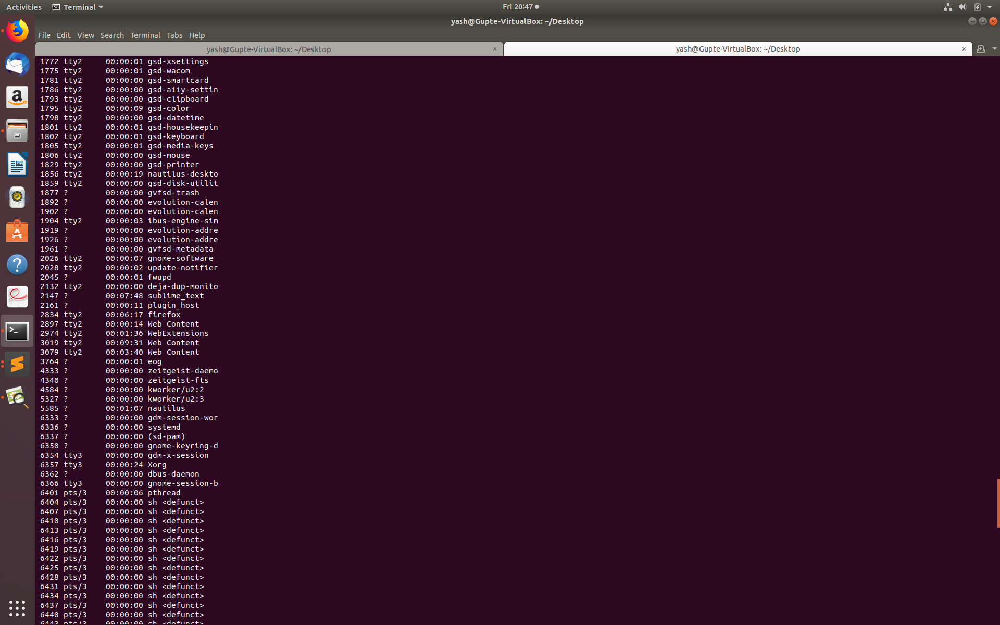 Activities Terminal Fri 20:47
yash@Gupte-VirtualBox: ~/Desktop
File Edit View Search Terminal Tabs Help
yash@Gupte-VirtualBox: ~/Desktop × yash@Gupte-VirtualBox: ~/Desktop ×
1772 tty2 00:00:01 gsd-xsettings
1775 tty2 00:00:01 gsd-wacom
1781 tty2 00:00:00 gsd-smartcard
1786 tty2 00:00:00 gsd-a11y-settin
1793 tty2 00:00:00 gsd-clipboard
1795 tty2 00:00:09 gsd-color
1798 tty2 00:00:00 gsd-datetime
1801 tty2 00:00:01 gsd-housekeepin
1802 tty2 00:00:01 gsd-keyboard
1805 tty2 00:00:01 gsd-media-keys
1806 tty2 00:00:00 gsd-mouse
1829 tty2 00:00:00 gsd-printer
1856 tty2 00:00:19 nautilus-deskto
1859 tty2 00:00:00 gsd-disk-utilit
1877 ? 00:00:00 gvfsd-trash
1892 ? 00:00:00 evolution-calen
1902 ? 00:00:00 evolution-calen
1904 tty2 00:00:03 ibus-engine-sim
1919 ? 00:00:00 evolution-addre
1926 ? 00:00:00 evolution-addre
1961 ? 00:00:00 gvfsd-metadata
2026 tty2 00:00:07 gnome-software
2028 tty2 00:00:02 update-notifier
2045 ? 00:00:01 fwupd
2132 tty2 00:00:00 deja-dup-monito
2147 ? 00:07:48 sublime_text
2161 ? 00:00:11 plugin_host
2834 tty2 00:06:17 firefox
2897 tty2 00:00:14 Web Content
2974 tty2 00:01:36 WebExtensions
3019 tty2 00:09:31 Web Content
3079 tty2 00:03:40 Web Content
3764 ? 00:00:01 eog
4333 ? 00:00:00 zeitgeist-daemo
4340 ? 00:00:00 zeitgeist-fts
4584 ? 00:00:00 kworker/u2:2
5327 ? 00:00:00 kworker/u2:3
5585 ? 00:01:07 nautilus
6333 ? 00:00:00 gdm-session-wor
6336 ? 00:00:00 systemd
6337 ? 00:00:00 (sd-pam)
6350 ? 00:00:00 gnome-keyring-d
6354 tty3 00:00:00 gdm-x-session
6357 tty3 00:00:24 Xorg
6362 ? 00:00:00 dbus-daemon
6366 tty3 00:00:00 gnome-session-b
6401 pts/3 00:00:06 pthread
6404 pts/3 00:00:00 sh <defunct>
6407 pts/3 00:00:00 sh <defunct>
6410 pts/3 00:00:00 sh <defunct>
6413 pts/3 00:00:00 sh <defunct>
6416 pts/3 00:00:00 sh <defunct>
6419 pts/3 00:00:00 sh <defunct>
6422 pts/3 00:00:00 sh <defunct>
6425 pts/3 00:00:00 sh <defunct>
6428 pts/3 00:00:00 sh <defunct>
6431 pts/3 00:00:00 sh <defunct>
6434 pts/3 00:00:00 sh <defunct>
6437 pts/3 00:00:00 sh <defunct>
6440 pts/3 00:00:00 sh <defunct>
6443 pts/3 00:00:00 sh <defunct>